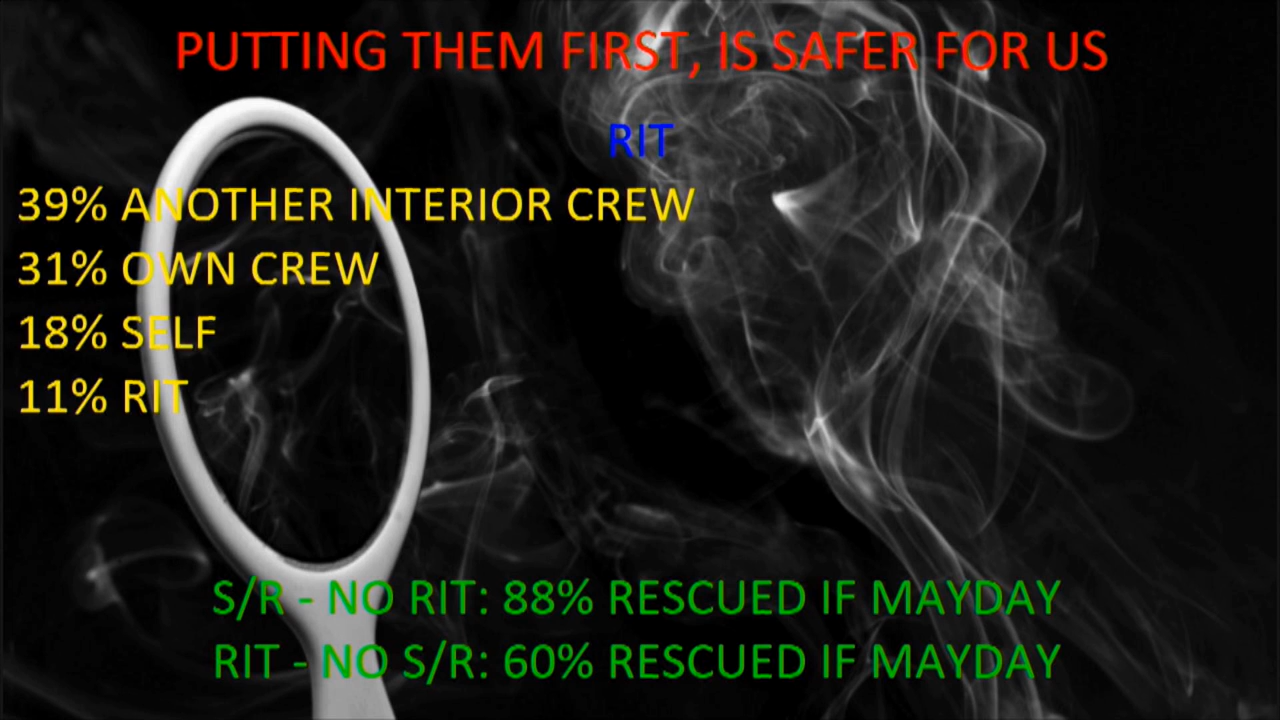 PUTTING THEM FIRST, IS SAFER FOR US
RIT
39% ANOTHER INTERIOR CREW
31% OWN CREW
18% SELF
11% RIT
S/R - NO RIT: 88% RESCUED IF MAYDAY
RIT - NO S/R: 60% RESCUED IF MAYDAY